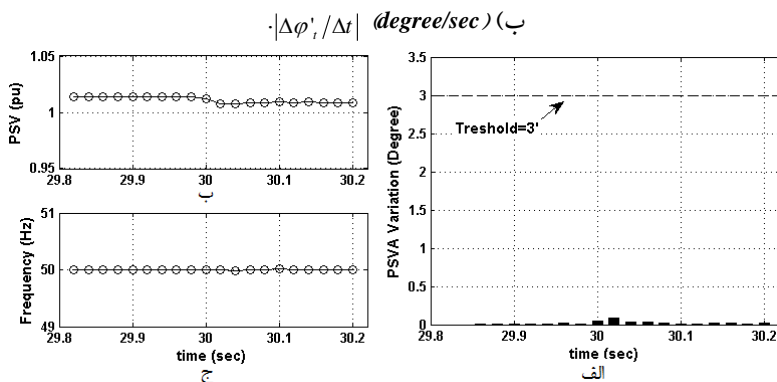 ب) (degree/sec) |Δφ'ₜ/Δt|.
1.05
1
0.95
PSV (pu)
29.8 29.9 30 30.1 30.2
ب
51
50
49
Frequency (Hz)
29.8 29.9 30 30.1 30.2
time (sec)
ج
3.5
3
2.5
2
1.5
1
0.5
0
PSVA Variation (Degree)
Treshold=3'
29.8 29.9 30 30.1 30.2
time (sec)
الف